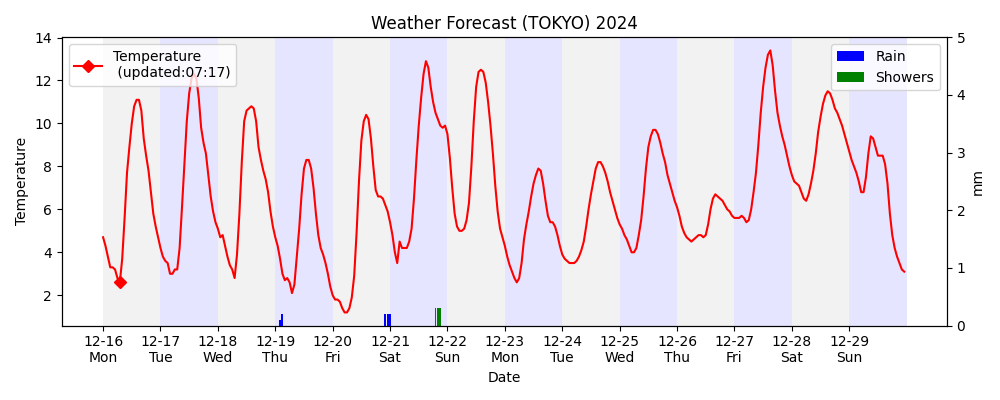 Weather Forecast (TOKYO) 2024
Temperature
(updated:07:17)
Rain
Showers
Temperature
14
12
10
8
6
4
2
5
4
3
2
1
0
mm
12-16 12-17 12-18 12-19 12-20 12-21 12-22 12-23 12-24 12-25 12-26 12-27 12-28 12-29
Mon Tue Wed Thu Fri Sat Sun Mon Tue Wed Thu Fri Sat Sun
Date